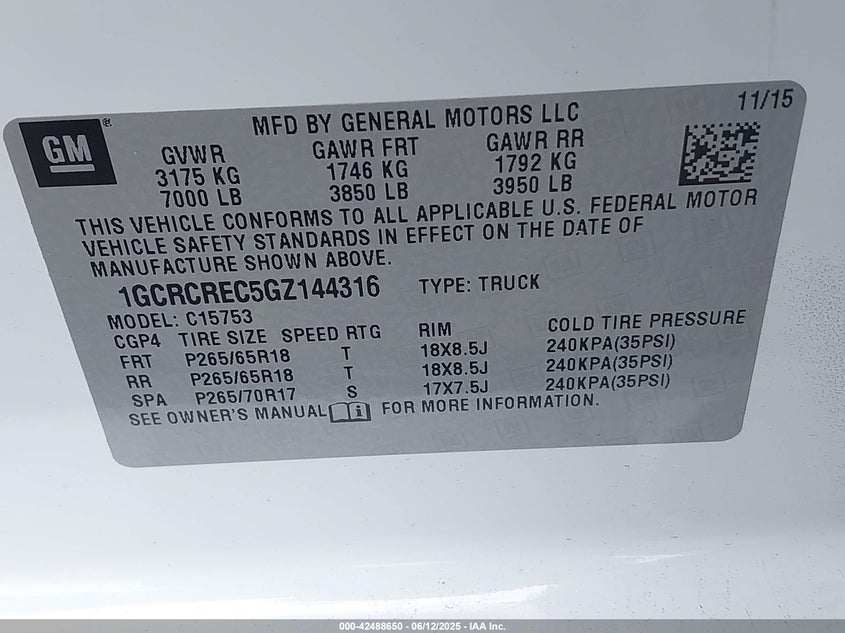 11/15
GM®
MFD BY GENERAL MOTORS LLC
GVWR GAWR FRT GAWR RR
3175 KG 1746 KG 1792 KG
7000 LB 3850 LB 3950 LB
THIS VEHICLE CONFORMS TO ALL APPLICABLE U.S. FEDERAL MOTOR
VEHICLE SAFETY STANDARDS IN EFFECT ON THE DATE OF
MANUFACTURE SHOWN ABOVE.
1GCRCREC5GZ144316 TYPE: TRUCK
MODEL: C15753
CGP4 TIRE SIZE SPEED RTG RIM COLD TIRE PRESSURE
FRT P265/65R18 T 18X8.5J 240KPA(35PSI)
RR P265/65R18 T 18X8.5J 240KPA(35PSI)
SPA P265/70R17 S 17X7.5J 240KPA(35PSI)
SEE OWNER'S MANUAL FOR MORE INFORMATION.
000-42488650 - 06/12/2025 - IAA Inc.